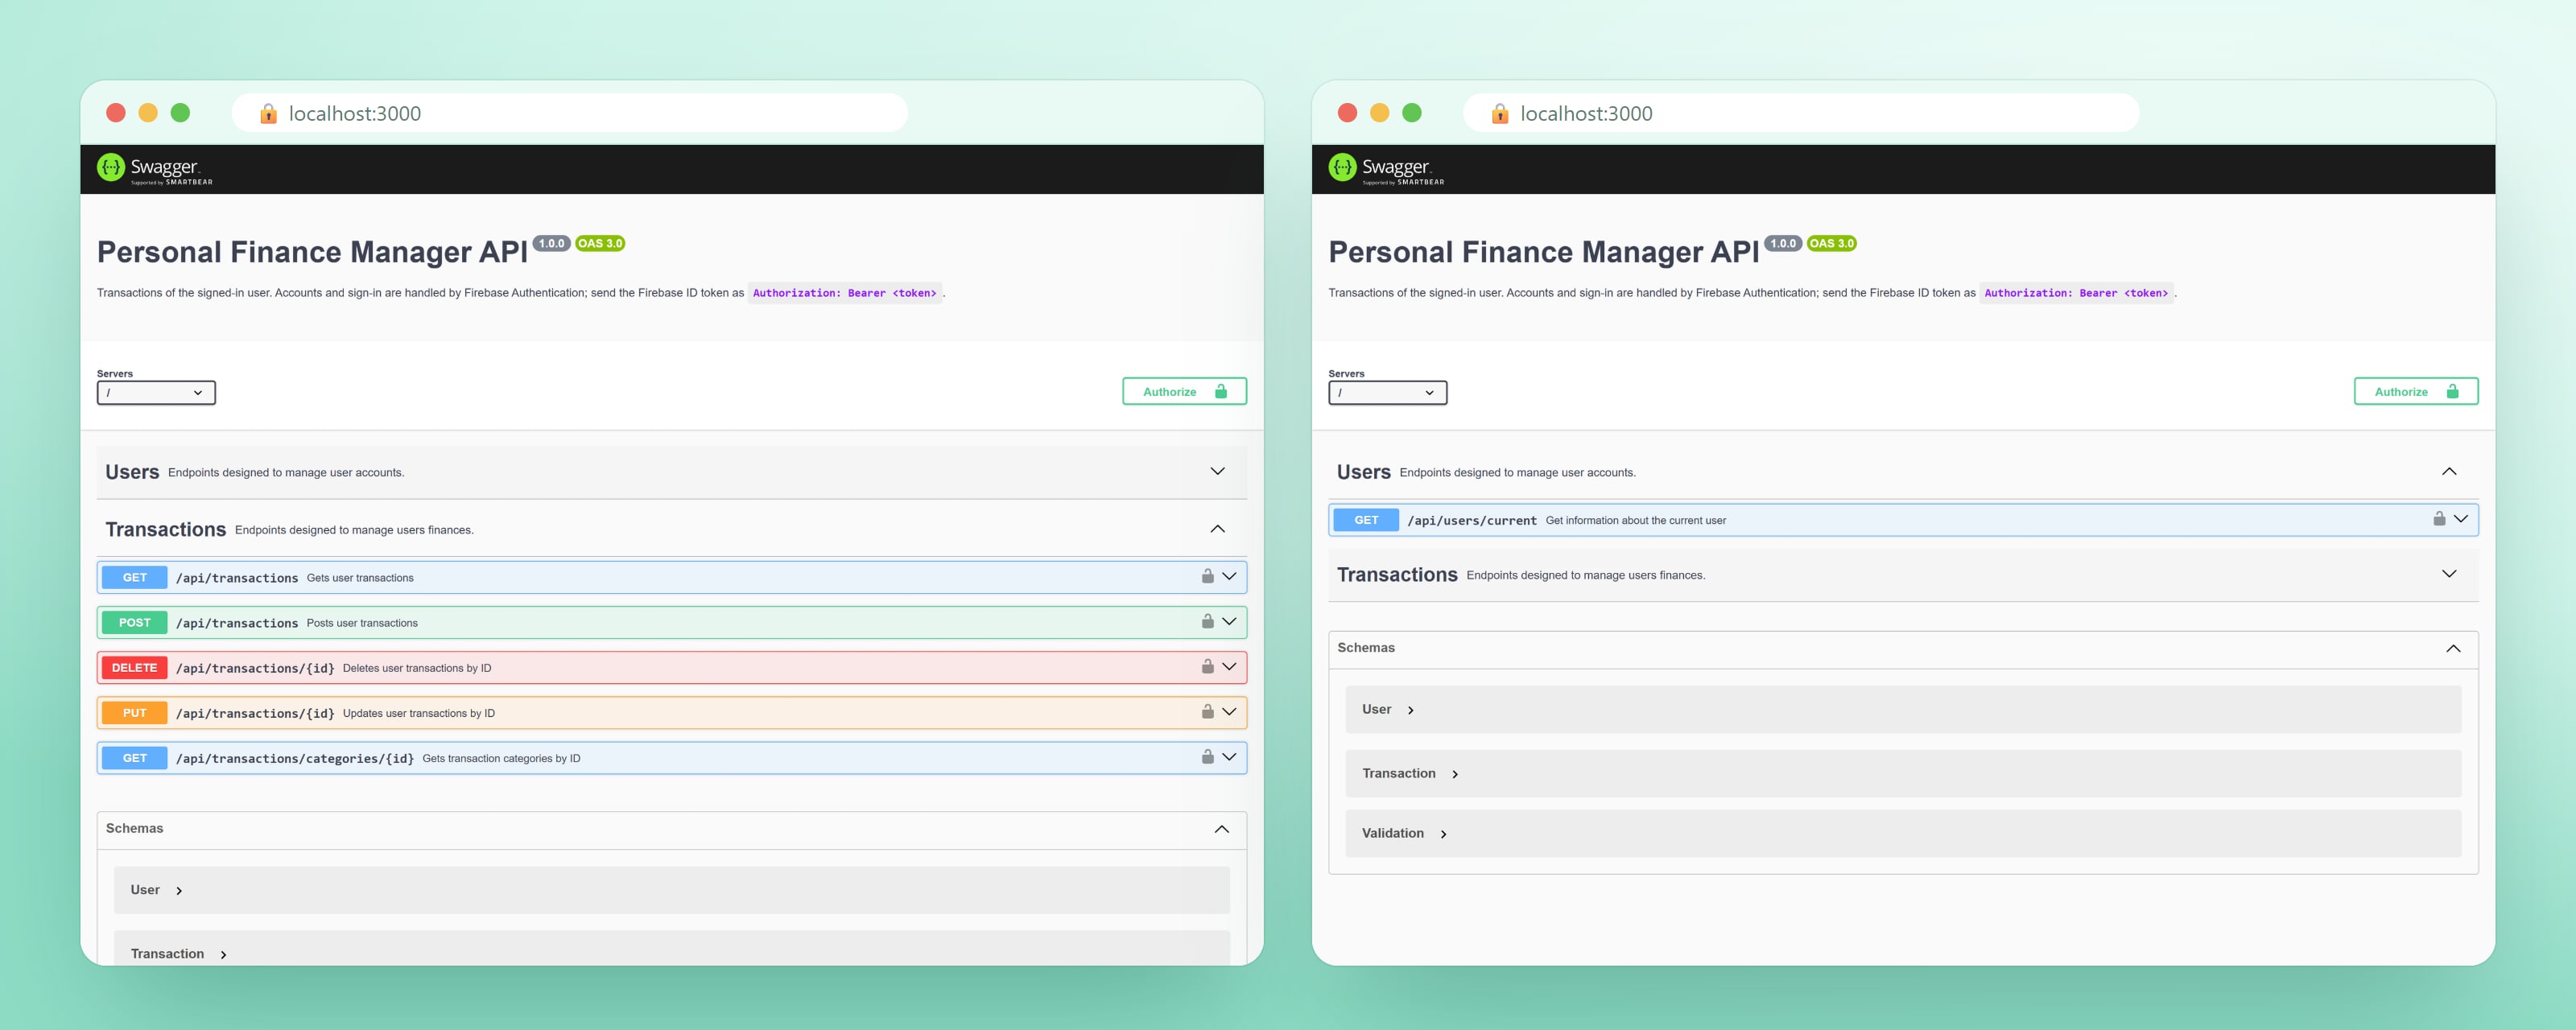 localhost:3000
Swagger
Supported by SMARTBEAR
Personal Finance Manager API 1.0.0 OAS 3.0
Transactions of the signed-in user. Accounts and sign-in are handled by Firebase Authentication; send the Firebase ID token as Authorization: Bearer <token>.
Servers
/
Authorize
Users Endpoints designed to manage user accounts.
Transactions Endpoints designed to manage users finances.
GET /api/transactions Gets user transactions
POST /api/transactions Posts user transactions
DELETE /api/transactions/{id} Deletes user transactions by ID
PUT /api/transactions/{id} Updates user transactions by ID
GET /api/transactions/categories/{id} Gets transaction categories by ID
Schemas
User
Transaction
localhost:3000
Swagger
Supported by SMARTBEAR
Personal Finance Manager API 1.0.0 OAS 3.0
Transactions of the signed-in user. Accounts and sign-in are handled by Firebase Authentication; send the Firebase ID token as Authorization: Bearer <token>.
Servers
/
Authorize
Users Endpoints designed to manage user accounts.
GET /api/users/current Get information about the current user
Transactions Endpoints designed to manage users finances.
Schemas
User
Transaction
Validation